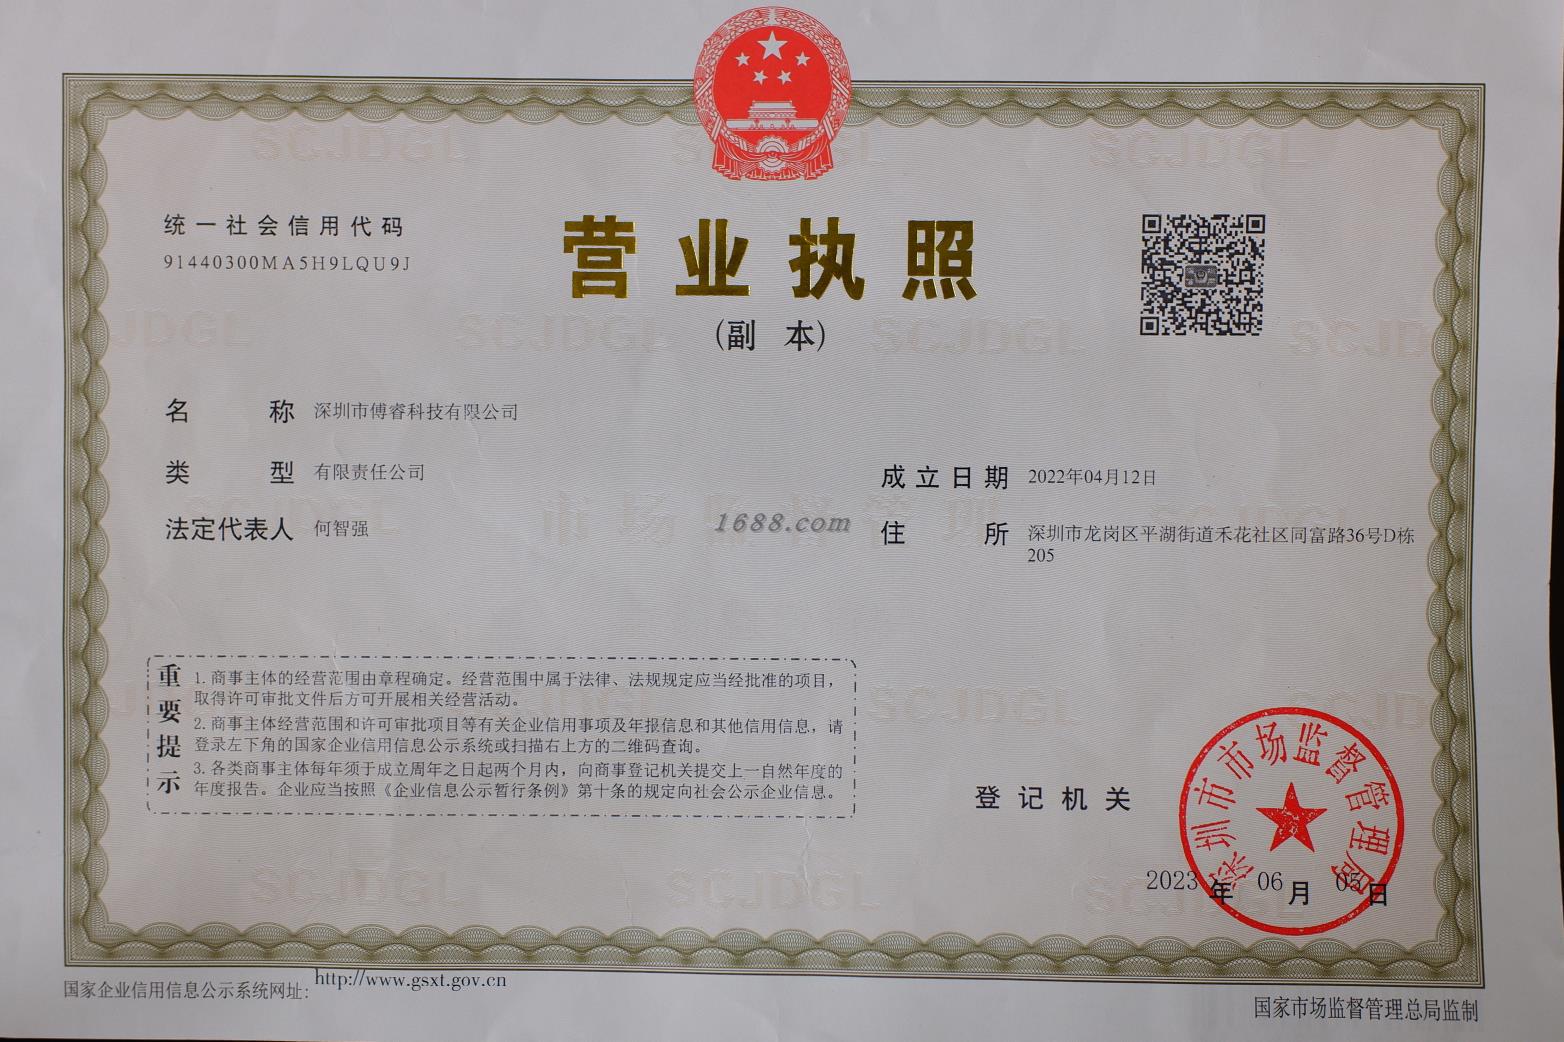 统一社会信用代码
91440300MA5H9LQU9J
营业执照
(副 本)
名 称 深圳市傅睿科技有限公司
类 型 有限责任公司
法定代表人 何智强
成立日期 2022年04月12日
住 所 深圳市龙岗区平湖街道禾花社区同富路36号D栋
205
1688.com
市场监督管理
SCJDGL
重要提示
1. 商事主体的经营范围由章程确定。经营范围中属于法律、法规规定应当经批准的项目，
取得许可审批文件后方可开展相关经营活动。
2. 商事主体经营范围和许可审批项目等有关企业信用事项及年报信息和其他信用信息，请
登录左下角的国家企业信用信息公示系统或扫描右上方的二维码查询。
3. 各类商事主体每年须于成立周年之日起两个月内，向商事登记机关提交上一自然年度的
年度报告。企业应当按照《企业信息公示暂行条例》第十条的规定向社会公示企业信息。
登记机关
深圳市市场监督管理局
2023 年 06 月 05 日
国家企业信用信息公示系统网址: http://www.gsxt.gov.cn
国家市场监督管理总局监制